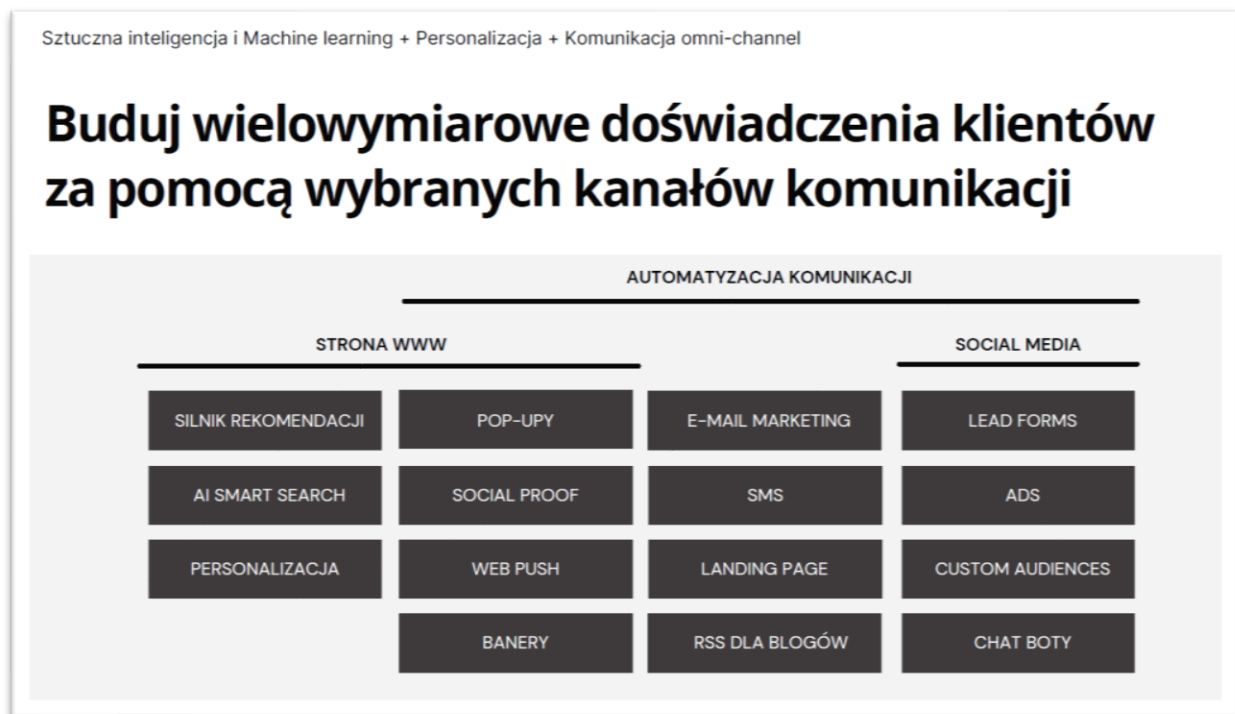 Sztuczna inteligencja i Machine learning + Personalizacja + Komunikacja omni-channel
Buduj wielowymiarowe doświadczenia klientów
za pomocą wybranych kanałów komunikacji
AUTOMATYZACJA KOMUNIKACJI
STRONA WWW
SOCIAL MEDIA
SILNIK REKOMENDACJI
POP-UPY
E-MAIL MARKETING
LEAD FORMS
AI SMART SEARCH
SOCIAL PROOF
SMS
ADS
PERSONALIZACJA
WEB PUSH
LANDING PAGE
CUSTOM AUDIENCES
BANERY
RSS DLA BLOGÓW
CHAT BOTY